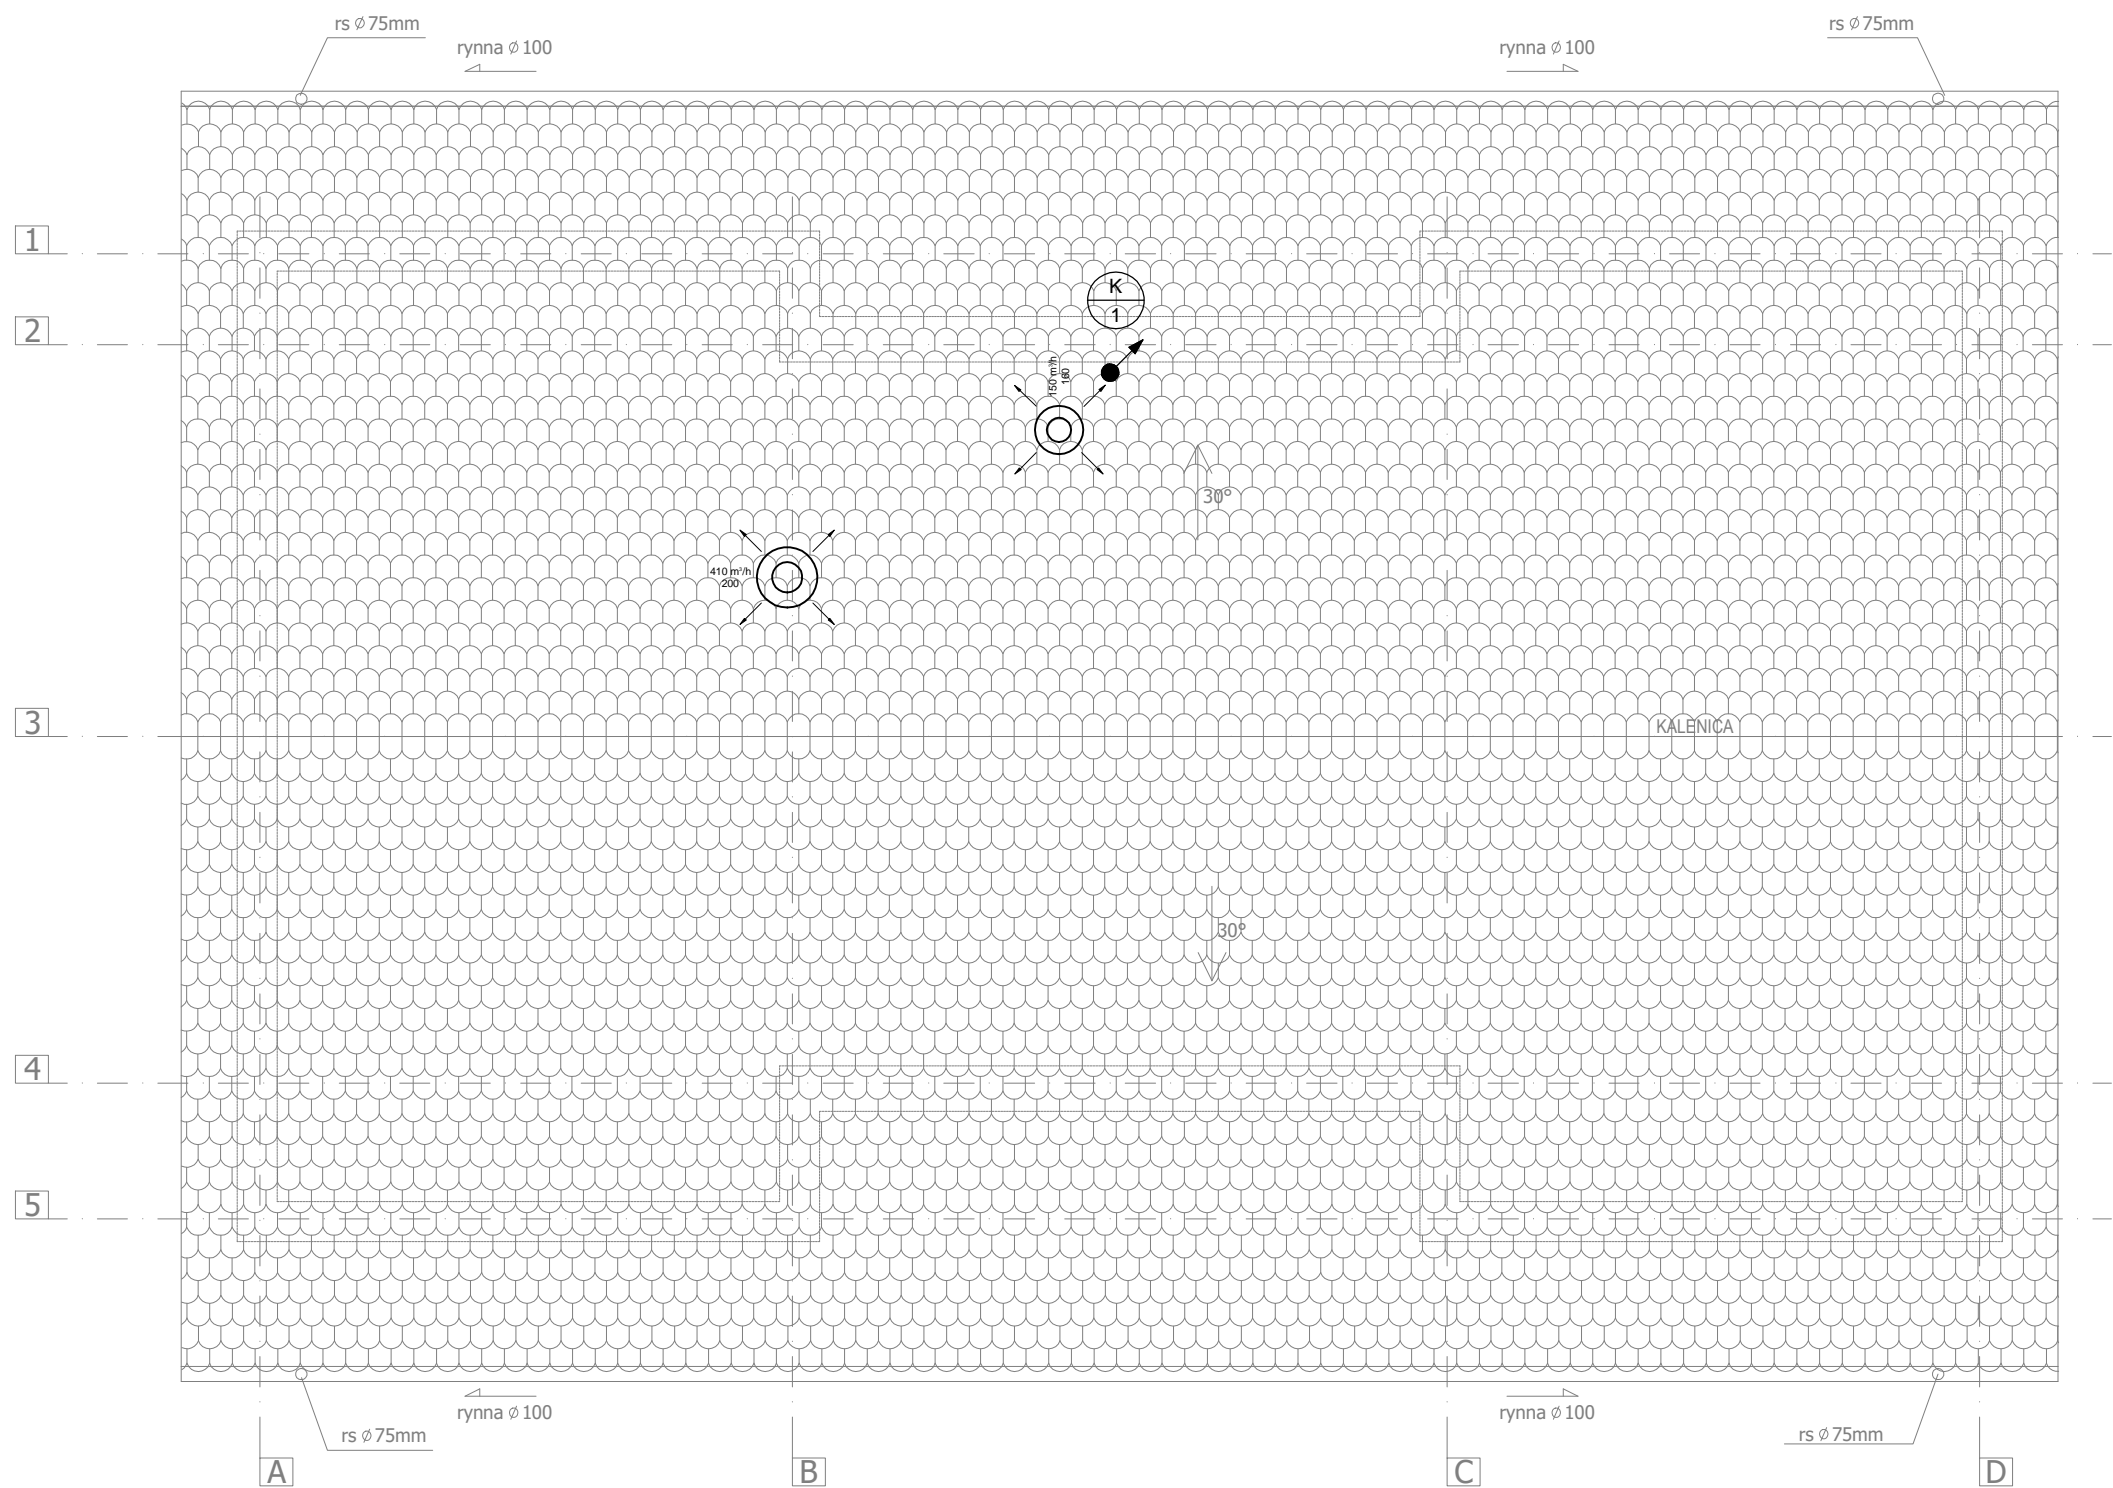 rs ⌀75mm
rs ⌀75mm
rynna ⌀100
rynna ⌀100
1
K
1
2
150 m³/h
160
30°
410 m³/h
200
3
KALENICA
30°
4
5
rynna ⌀100
rynna ⌀100
rs ⌀75mm
rs ⌀75mm
A
B
C
D